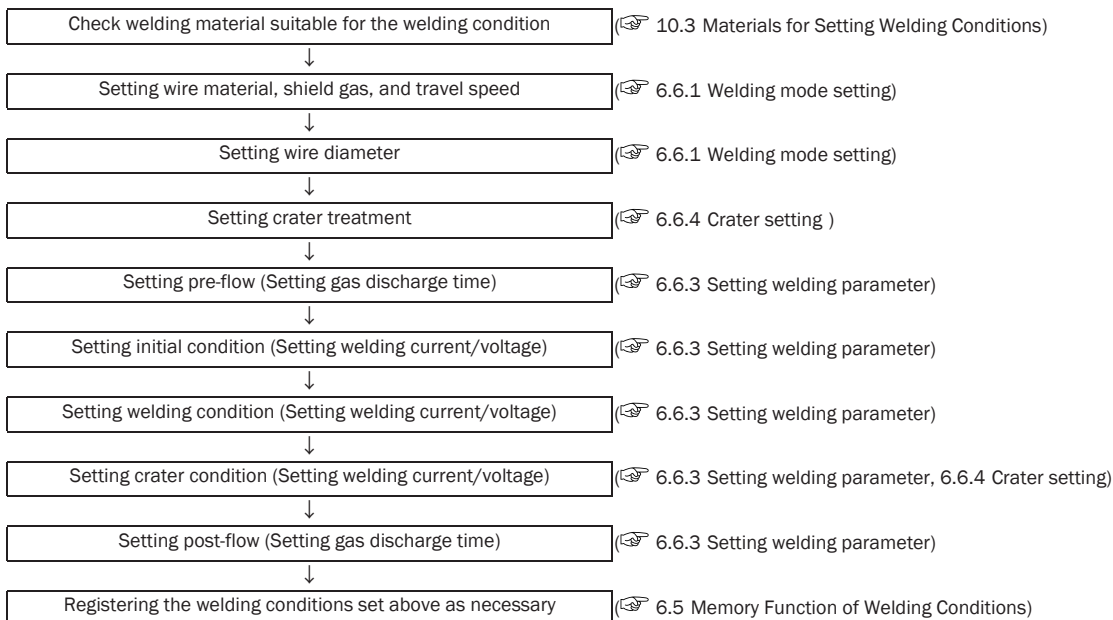 Check welding material suitable for the welding condition (☞ 10.3 Materials for Setting Welding Conditions)
↓
Setting wire material, shield gas, and travel speed (☞ 6.6.1 Welding mode setting)
↓
Setting wire diameter (☞ 6.6.1 Welding mode setting)
↓
Setting crater treatment (☞ 6.6.4 Crater setting )
↓
Setting pre-flow (Setting gas discharge time) (☞ 6.6.3 Setting welding parameter)
↓
Setting initial condition (Setting welding current/voltage) (☞ 6.6.3 Setting welding parameter)
↓
Setting welding condition (Setting welding current/voltage) (☞ 6.6.3 Setting welding parameter)
↓
Setting crater condition (Setting welding current/voltage) (☞ 6.6.3 Setting welding parameter, 6.6.4 Crater setting)
↓
Setting post-flow (Setting gas discharge time) (☞ 6.6.3 Setting welding parameter)
↓
Registering the welding conditions set above as necessary (☞ 6.5 Memory Function of Welding Conditions)